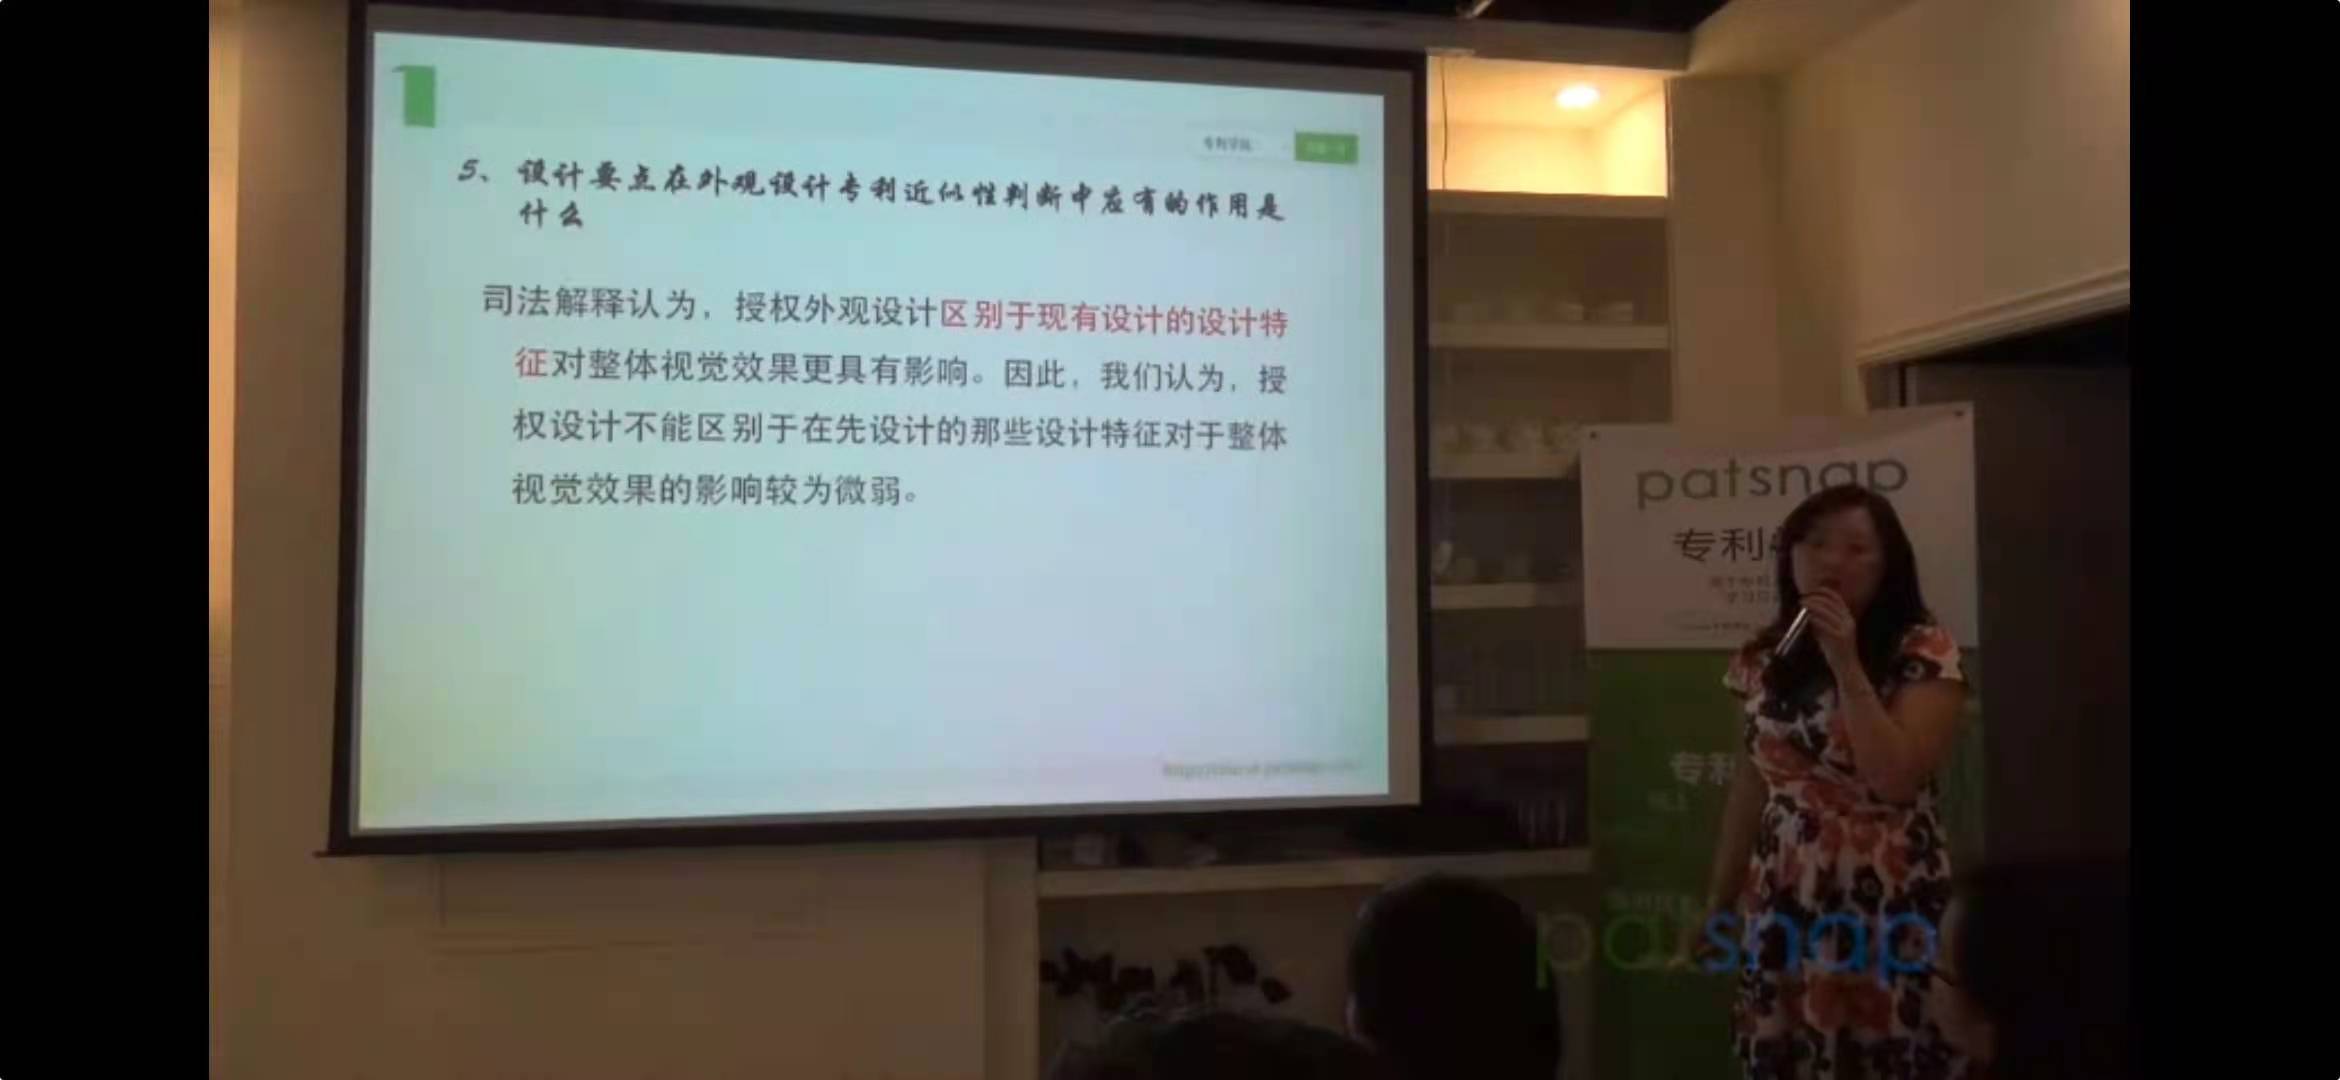 专利学院
5、设计要点在外观设计专利近似性判断中应有的作用是
什么
司法解释认为，授权外观设计区别于现有设计的设计特
征对整体视觉效果更具有影响。因此，我们认为，授
权设计不能区别于在先设计的那些设计特征对于整体
视觉效果的影响较为微弱。
patsnap
专利
专利
patsnap